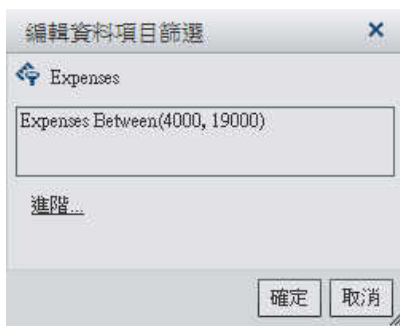 編輯資料項目篩選
Expenses
Expenses Between(4000, 19000)
進階...
確定 取消